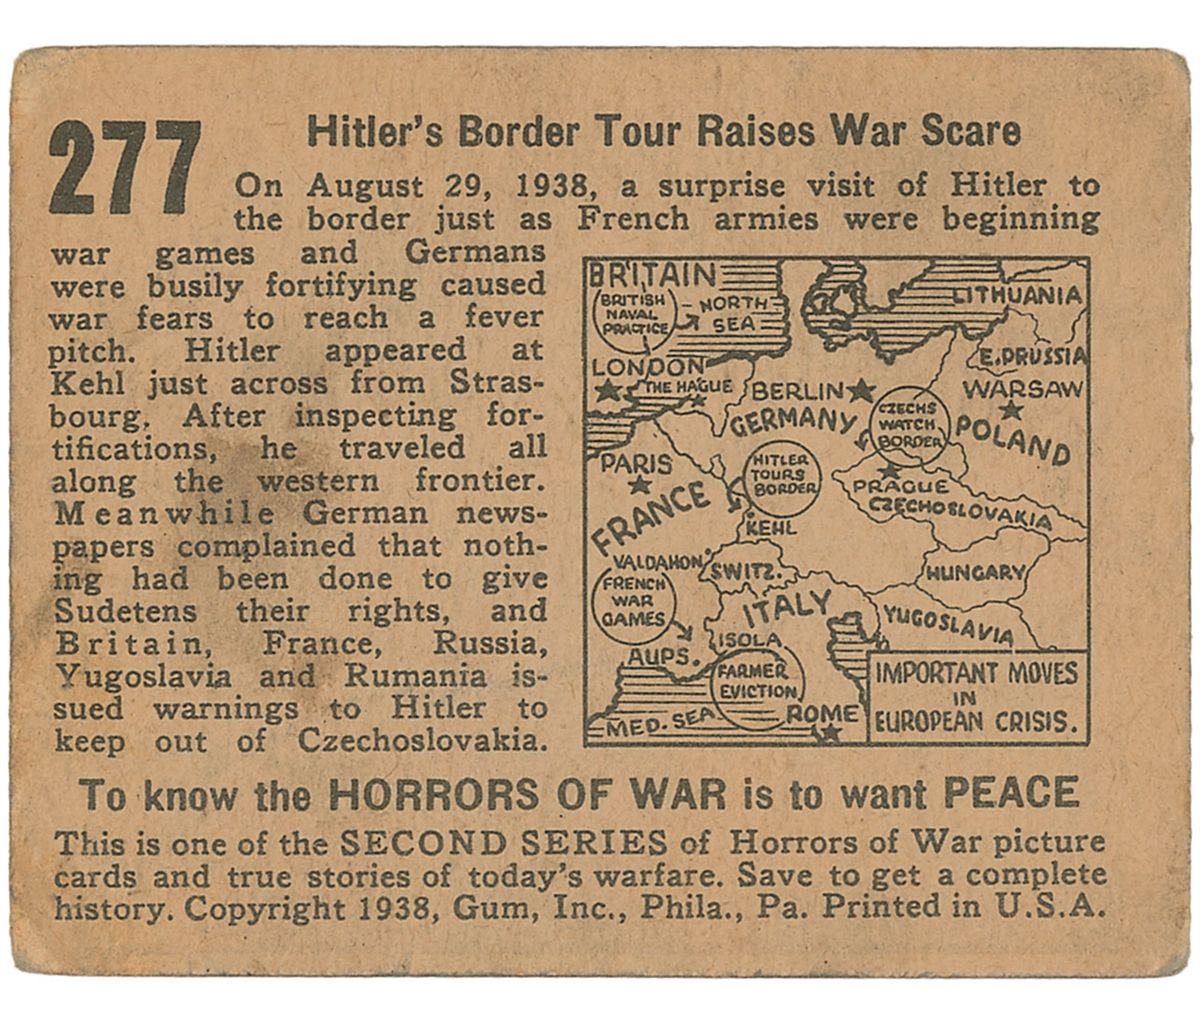 277
Hitler's Border Tour Raises War Scare
On August 29, 1938, a surprise visit of Hitler to
the border just as French armies were beginning
war games and Germans
were busily fortifying caused
war fears to reach a fever
pitch. Hitler appeared at
Kehl just across from Stras-
bourg. After inspecting for-
tifications, he traveled all
along the western frontier.
Meanwhile German news-
papers complained that noth-
ing had been done to give
Sudetens their rights, and
Britain, France, Russia,
Yugoslavia and Rumania is-
sued warnings to Hitler to
keep out of Czechoslovakia.
BRITAIN
BRITISH
NAVAL
PRACTICE
NORTH
SEA
LITHUANIA
E. PRUSSIA
LONDON
THE HAGUE
BERLIN
WARSAW
GERMANY
CZECHS
WATCH
BORDER
POLAND
PARIS
HITLER
TOURS
BORDER
PRAGUE
CZECHOSLOVAKIA
FRANCE
KEHL
VALDAHON
SWITZ.
HUNGARY
FRENCH
WAR
GAMES
ITALY
YUGOSLAVIA
ISOLA
AUPS.
FARMER
EVICTION
MED. SEA.
ROME
IMPORTANT MOVES
IN
EUROPEAN CRISIS.
To know the HORRORS OF WAR is to want PEACE
This is one of the SECOND SERIES of Horrors of War picture
cards and true stories of today's warfare. Save to get a complete
history. Copyright 1938, Gum, Inc., Phila., Pa. Printed in U.S.A.